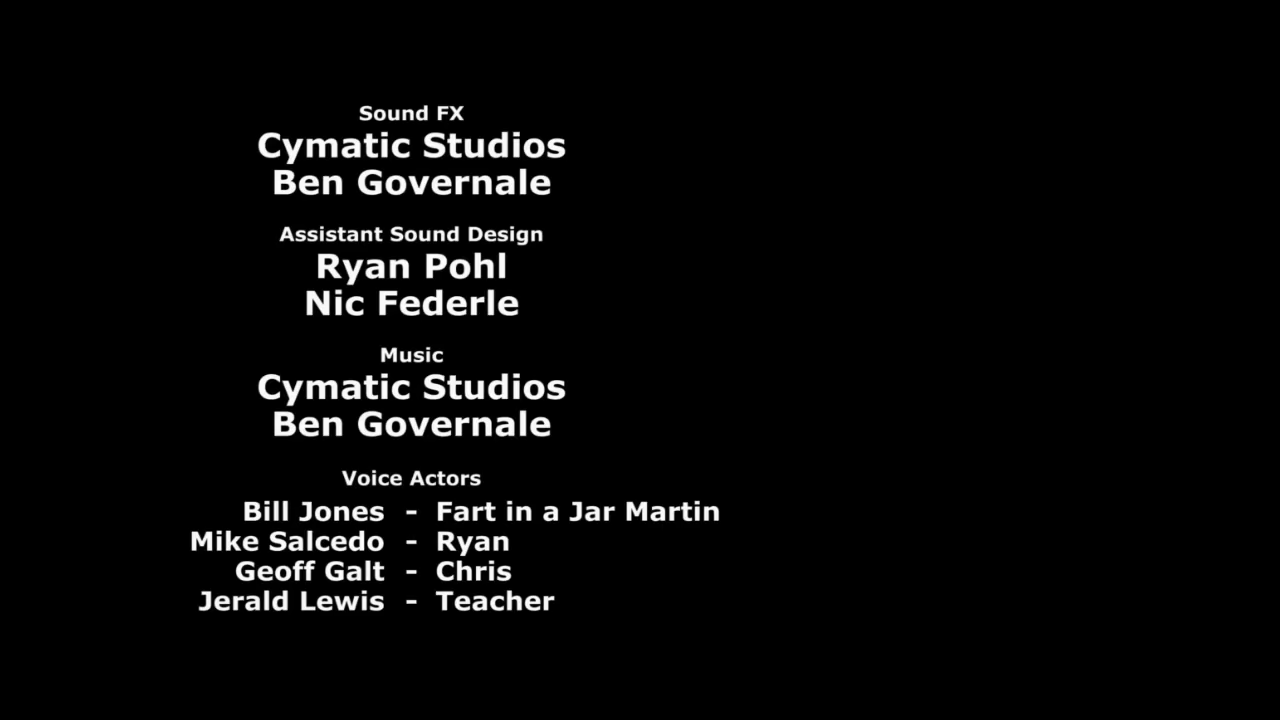 Sound FX
Cymatic Studios
Ben Governale
Assistant Sound Design
Ryan Pohl
Nic Federle
Music
Cymatic Studios
Ben Governale
Voice Actors
Bill Jones - Fart in a Jar Martin
Mike Salcedo - Ryan
Geoff Galt - Chris
Jerald Lewis - Teacher